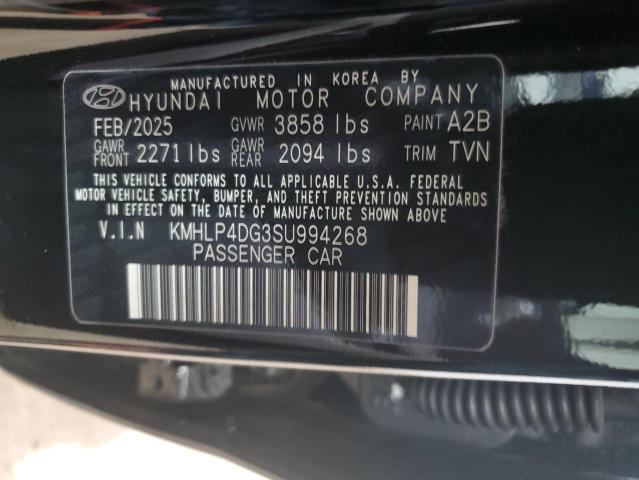 MANUFACTURED IN KOREA BY
HYUNDAI MOTOR COMPANY
FEB/2025 GVWR 3858 lbs PAINT A2B
GAWR FRONT 2271 lbs GAWR REAR 2094 lbs TRIM TVN
THIS VEHICLE CONFORMS TO ALL APPLICABLE U.S.A. FEDERAL
MOTOR VEHICLE SAFETY, BUMPER, AND THEFT PREVENTION STANDARDS
IN EFFECT ON THE DATE OF MANUFACTURE SHOWN ABOVE.
V.I.N KMHLP4DG3SU994268
PASSENGER CAR